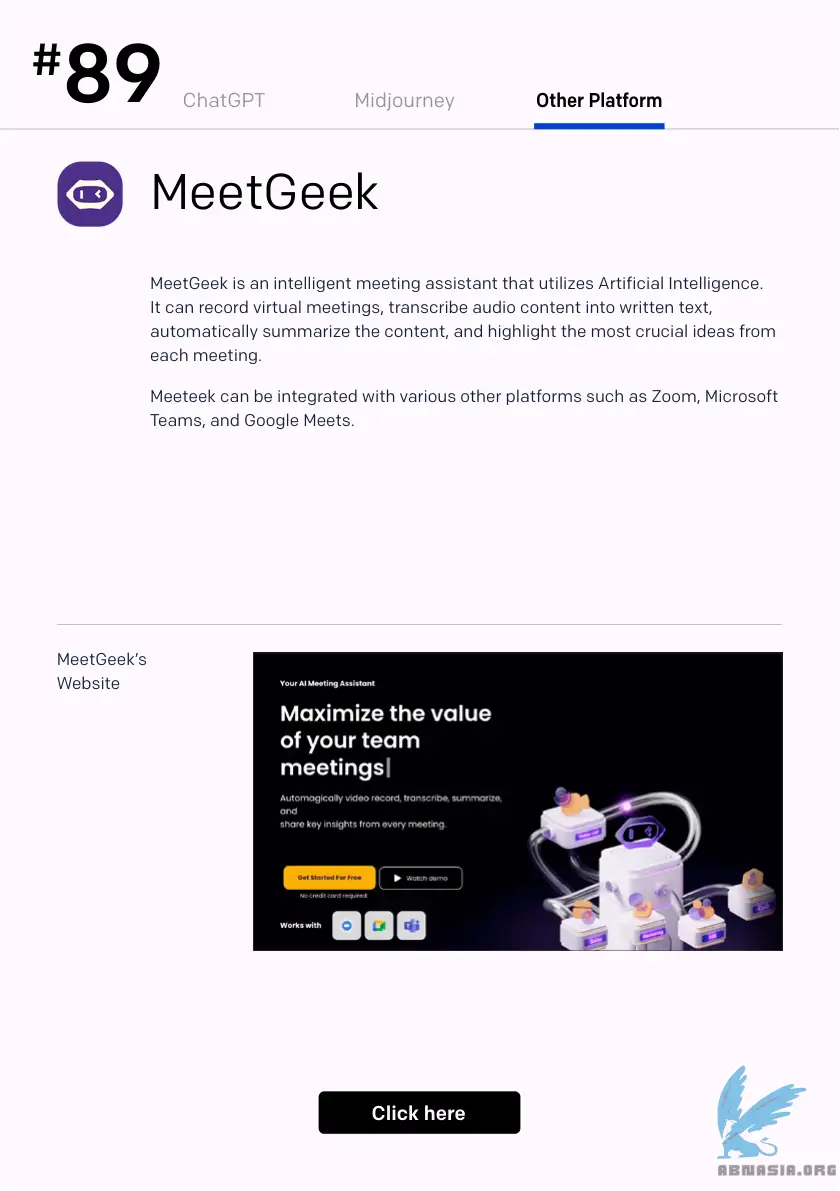 #89
ChatGPT
Midjourney
Other Platform
MeetGeek
MeetGeek is an intelligent meeting assistant that utilizes Artificial Intelligence.
It can record virtual meetings, transcribe audio content into written text,
automatically summarize the content, and highlight the most crucial ideas from
each meeting.
Meeteek can be integrated with various other platforms such as Zoom, Microsoft
Teams, and Google Meets.
MeetGeek’s
Website
Your AI Meeting Assistant
Maximize the value
of your team
meetings
Automagically video record, transcribe, summarize,
and
share key insights from every meeting.
Get Started For Free
Watch demo
No credit card required
Works with
Marketing
Click here
ABNASIA.ORG